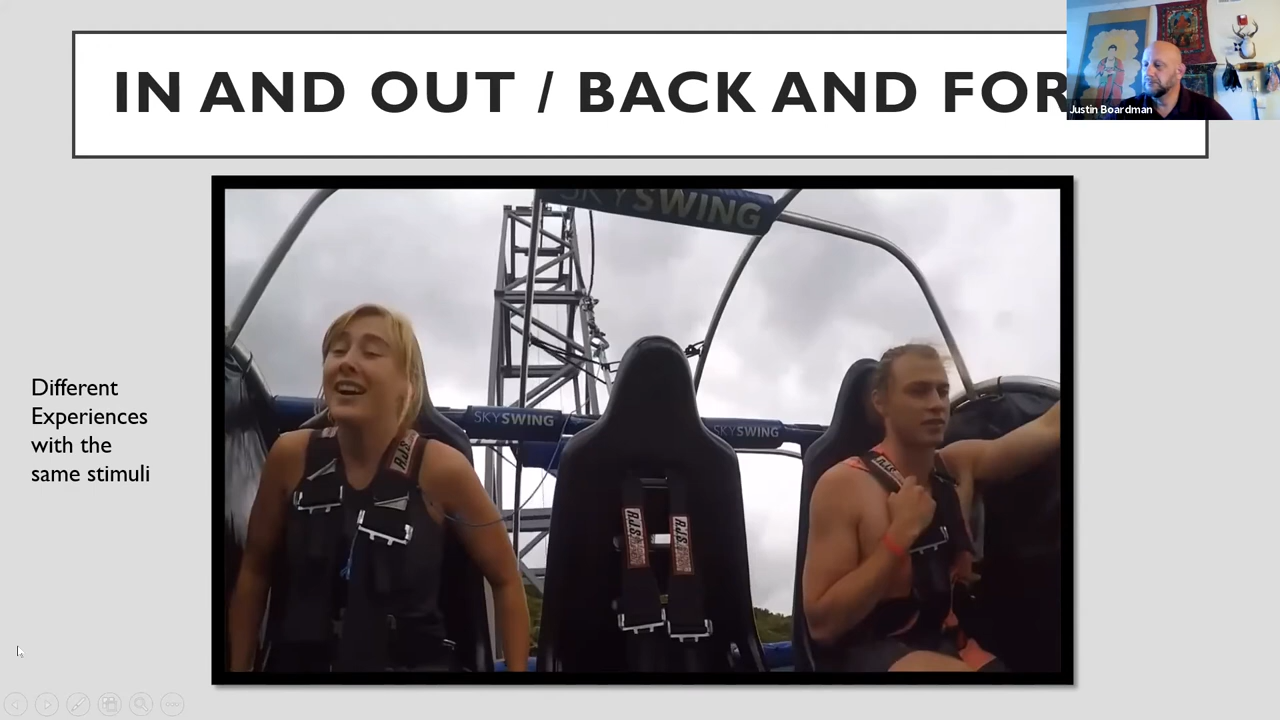 IN AND OUT / BACK AND FOR
Justin Boardman
SKYSWING
Different
Experiences
with the
same stimuli
SKYSWING
SKYSWING
RJS
RJS
RJS
RJS